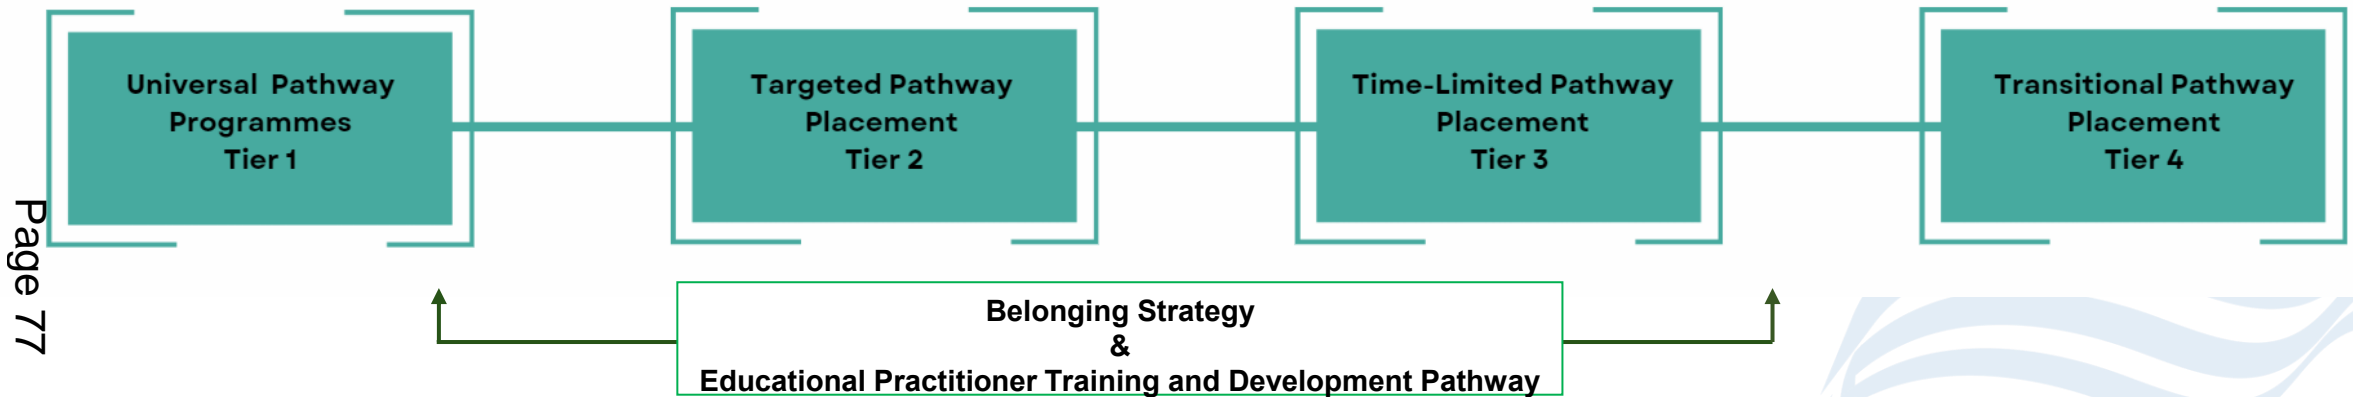 Universal Pathway
Programmes
Tier 1
Targeted Pathway
Placement
Tier 2
Time-Limited Pathway
Placement
Tier 3
Transitional Pathway
Placement
Tier 4
Belonging Strategy
&
Educational Practitioner Training and Development Pathway
Page 77